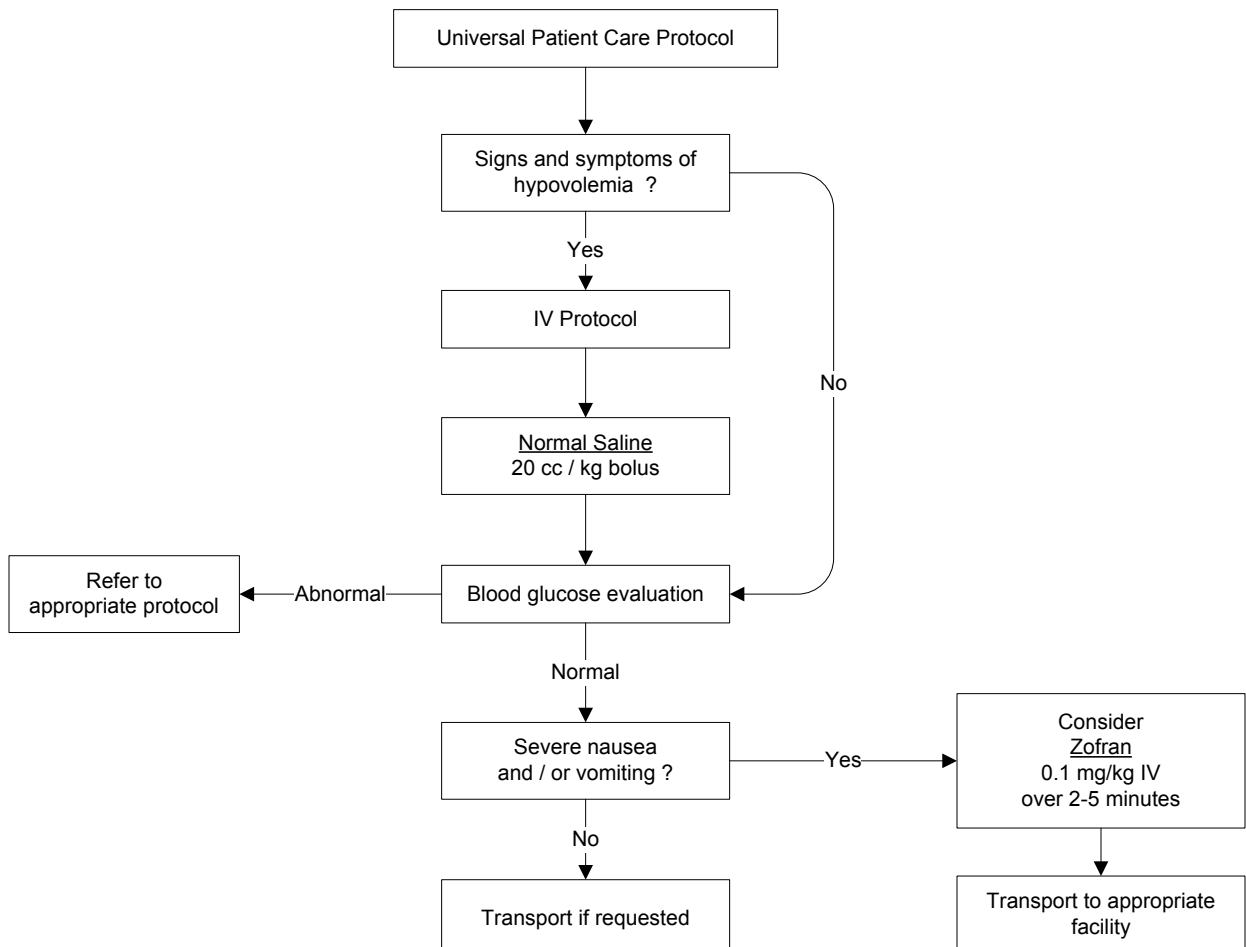 Universal Patient Care Protocol
Signs and symptoms of
hypovolemia ?
Yes
No
IV Protocol
Normal Saline
20 cc / kg bolus
Refer to
appropriate protocol
Abnormal
Blood glucose evaluation
Normal
Severe nausea
and / or vomiting ?
Yes
Consider
Zofran
0.1 mg/kg IV
over 2-5 minutes
No
Transport if requested
Transport to appropriate
facility